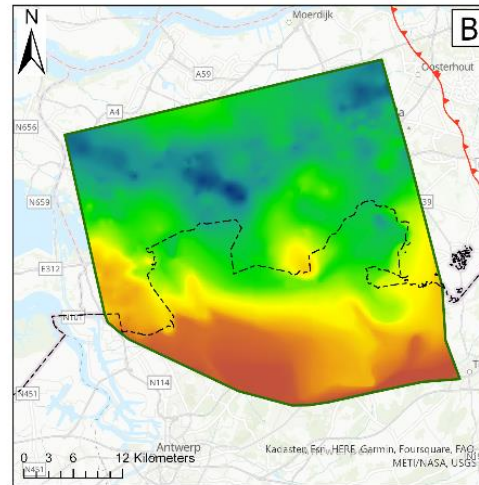 N
B
Moerdijk
Oosterhout
A59
A4
N656
N659
E312
N114
N451
Antwerp
Kadaster, Esri, HERE, Garmin, Foursquare, FAO,
METI/NASA, USGS
0 3 6 12 Kilometers
N451